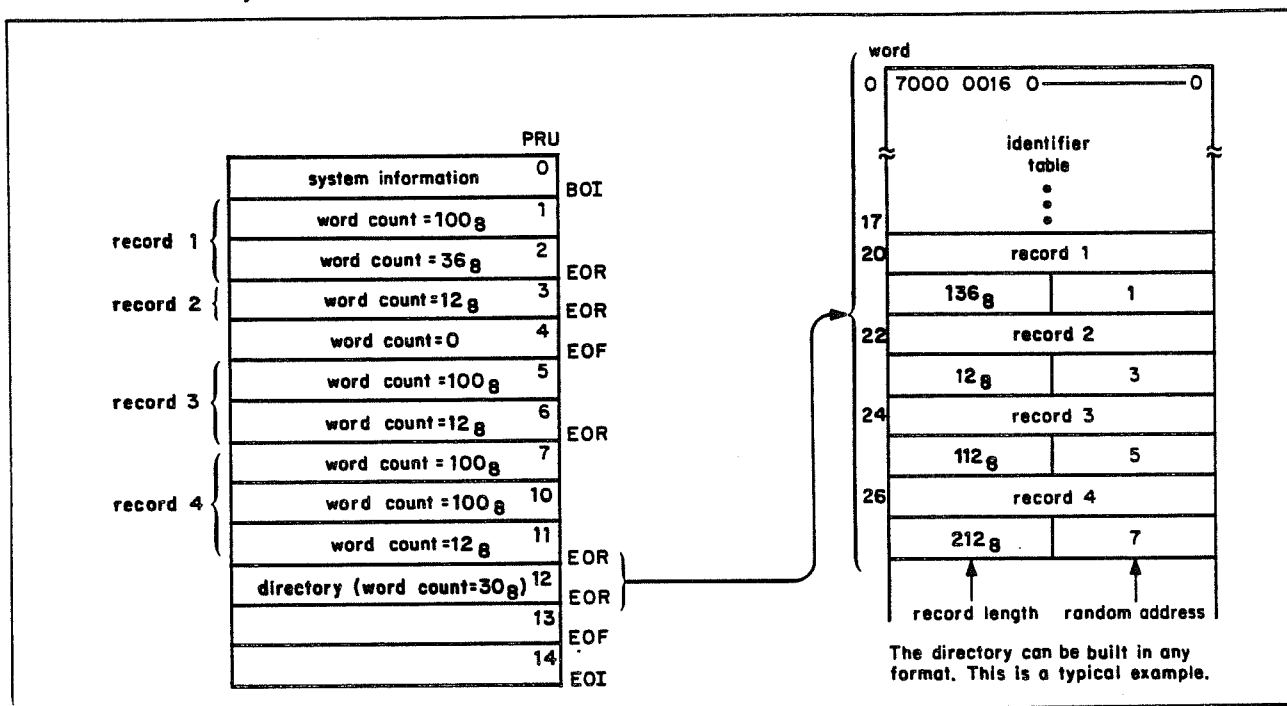 PRU
system information 0
BOI
record 1
word count = 100₈ 1
word count = 36₈ 2
EOR
record 2
word count = 12₈ 3
EOR
word count = 0 4
EOF
record 3
word count = 100₈ 5
word count = 12₈ 6
EOR
record 4
word count = 100₈ 7
word count = 100₈ 10
word count = 12₈ 11
EOR
directory (word count = 30₈) 12
EOR
13
EOF
14
EOI
word
0 7000 0016 0 0
identifier
table
17
20 record 1
136₈ 1
22 record 2
12₈ 3
24 record 3
112₈ 5
26 record 4
212₈ 7
record length random address
The directory can be built in any
format. This is a typical example.